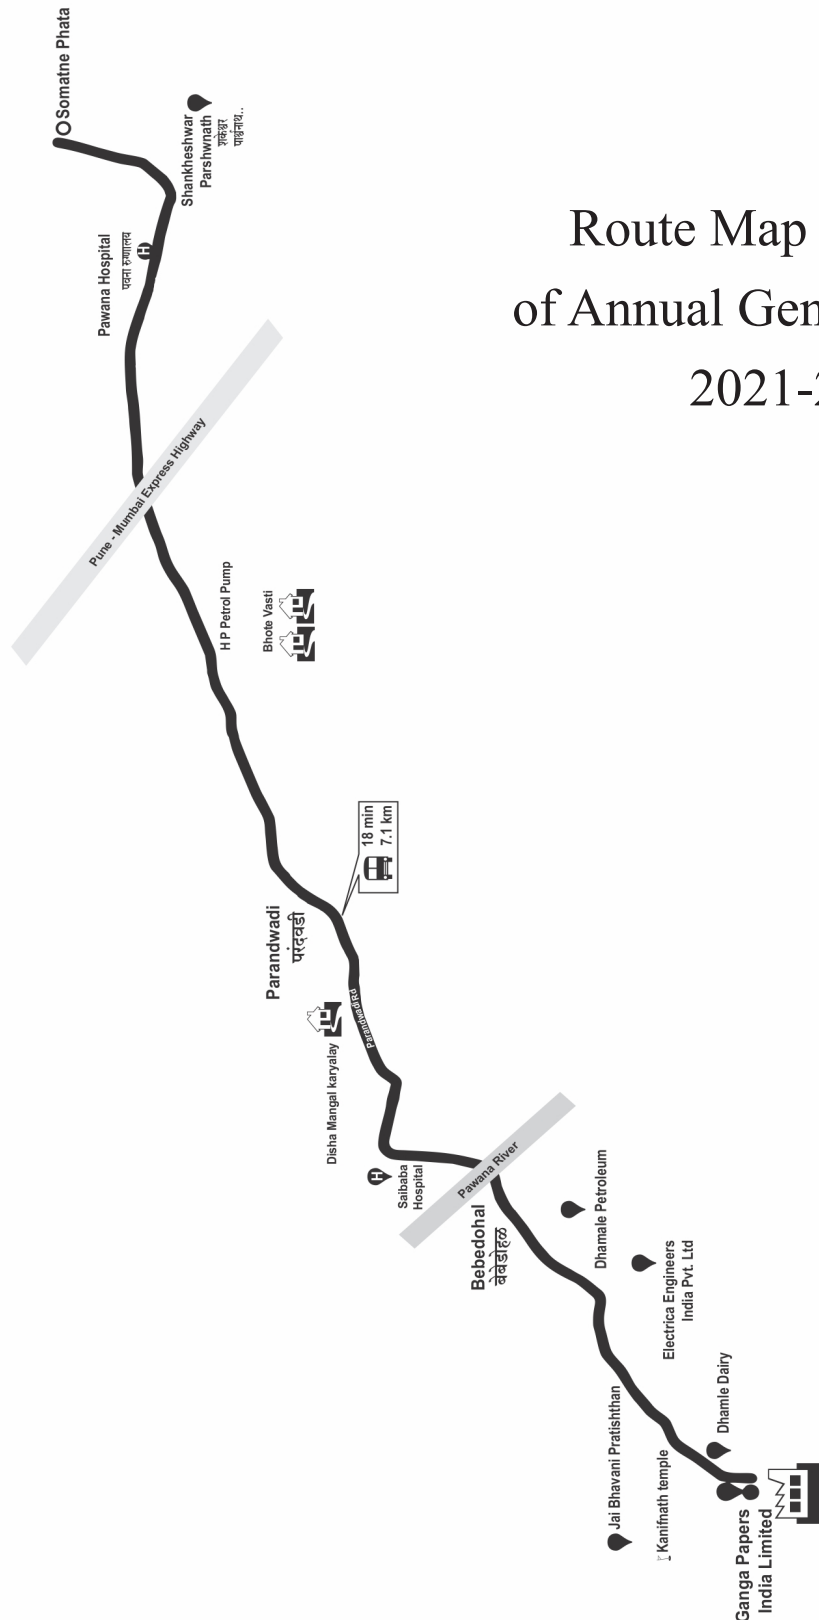 Somatne Phata
Shankheshwar
Parshwnath
शंकेश्वर
पार्श्वनाथ..
Pawana Hospital
पवना रुग्णालय
H
Route Map
of Annual Gen
2021-2
Pune - Mumbai Express Highway
H P Petrol Pump
Bhote Vasti
18 min
7.1 km
Parandwadi
परंदवडी
Parandwadi Rd
Disha Mangal karyalay
H
Saibaba
Hospital
Pawana River
Bebedohal
बेबेडोहळ
Dhamale Petroleum
Electrica Engineers
India Pvt. Ltd
Jai Bhavani Pratishthan
Kanifnath temple
Dhamle Dairy
Ganga Papers
India Limited